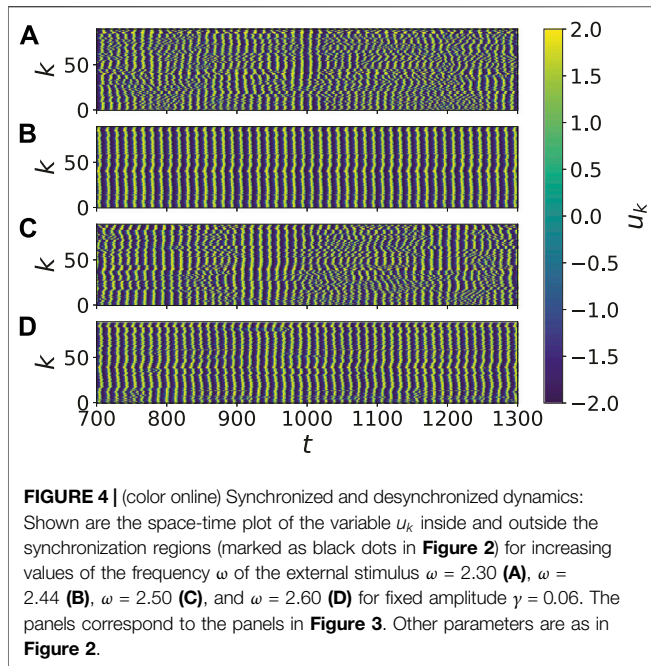 A
k
50
0
B
k
50
0
C
k
50
0
D
k
50
0
700 800 900 1000 1100 1200 1300
t
2.0
1.5
1.0
0.5
0.0
−0.5
−1.0
−1.5
−2.0
u_k
FIGURE 4 | (color online) Synchronized and desynchronized dynamics:
Shown are the space-time plot of the variable u_k inside and outside the
synchronization regions (marked as black dots in Figure 2) for increasing
values of the frequency ω of the external stimulus ω = 2.30 (A), ω =
2.44 (B), ω = 2.50 (C), and ω = 2.60 (D) for fixed amplitude γ = 0.06. The
panels correspond to the panels in Figure 3. Other parameters are as in
Figure 2.